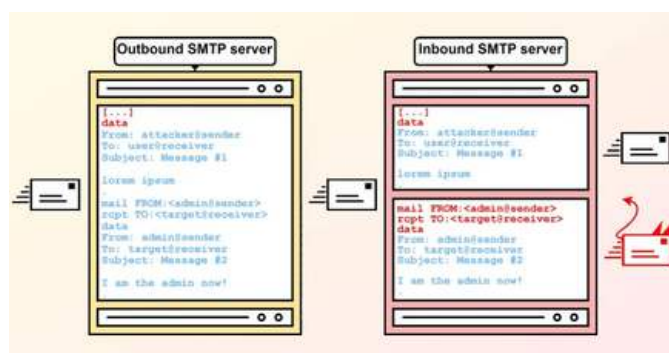 Outbound SMTP server
[...]
data
From: attacker@sender
To: user@receiver
Subject: Message #1
lorem ipsum
.
mail FROM:<admin@sender>
rcpt TO:<target@receiver>
data
From: admin@sender
To: target@receiver
Subject: Message #2
I am the admin now!
.
Inbound SMTP server
[...]
data
From: attacker@sender
To: user@receiver
Subject: Message #1
lorem ipsum
mail FROM:<admin@sender>
rcpt TO:<target@receiver>
data
From: admin@sender
To: target@receiver
Subject: Message #2
I am the admin now!
.